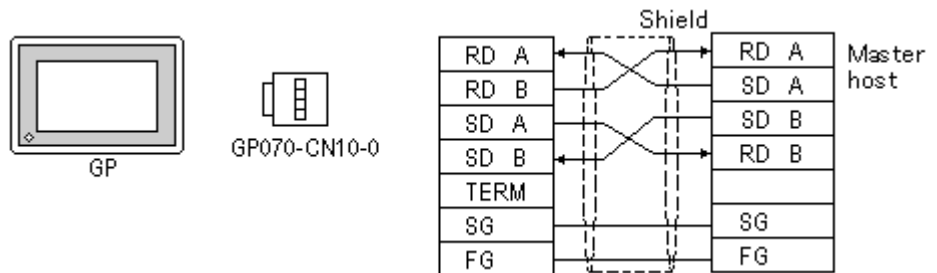 Shield
RD A
RD B
SD A
SD B
TERM
SG
FG
RD A
SD A
SD B
RD B
SG
FG
Master
host
GP
GP070-CN10-0